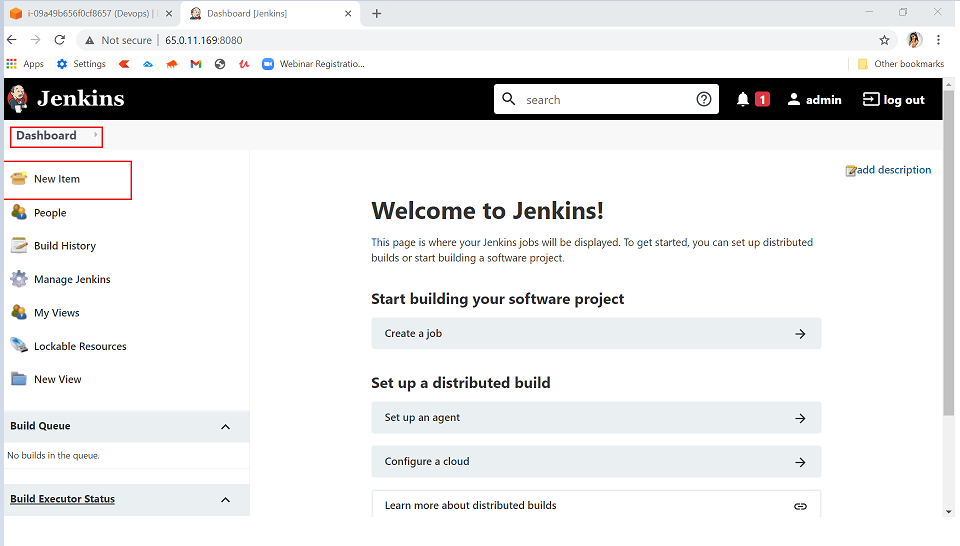 i-09a49b656f0cf8657 (Devops) |
Dashboard [Jenkins]
Not secure | 65.0.11.169:8080
Apps Settings Webinar Registratio... Other bookmarks
Jenkins search 1 admin log out
Dashboard
add description
New Item
People
Build History
Manage Jenkins
My Views
Lockable Resources
New View
Build Queue
No builds in the queue.
Build Executor Status
Welcome to Jenkins!
This page is where your Jenkins jobs will be displayed. To get started, you can set up distributed
builds or start building a software project.
Start building your software project
Create a job
Set up a distributed build
Set up an agent
Configure a cloud
Learn more about distributed builds